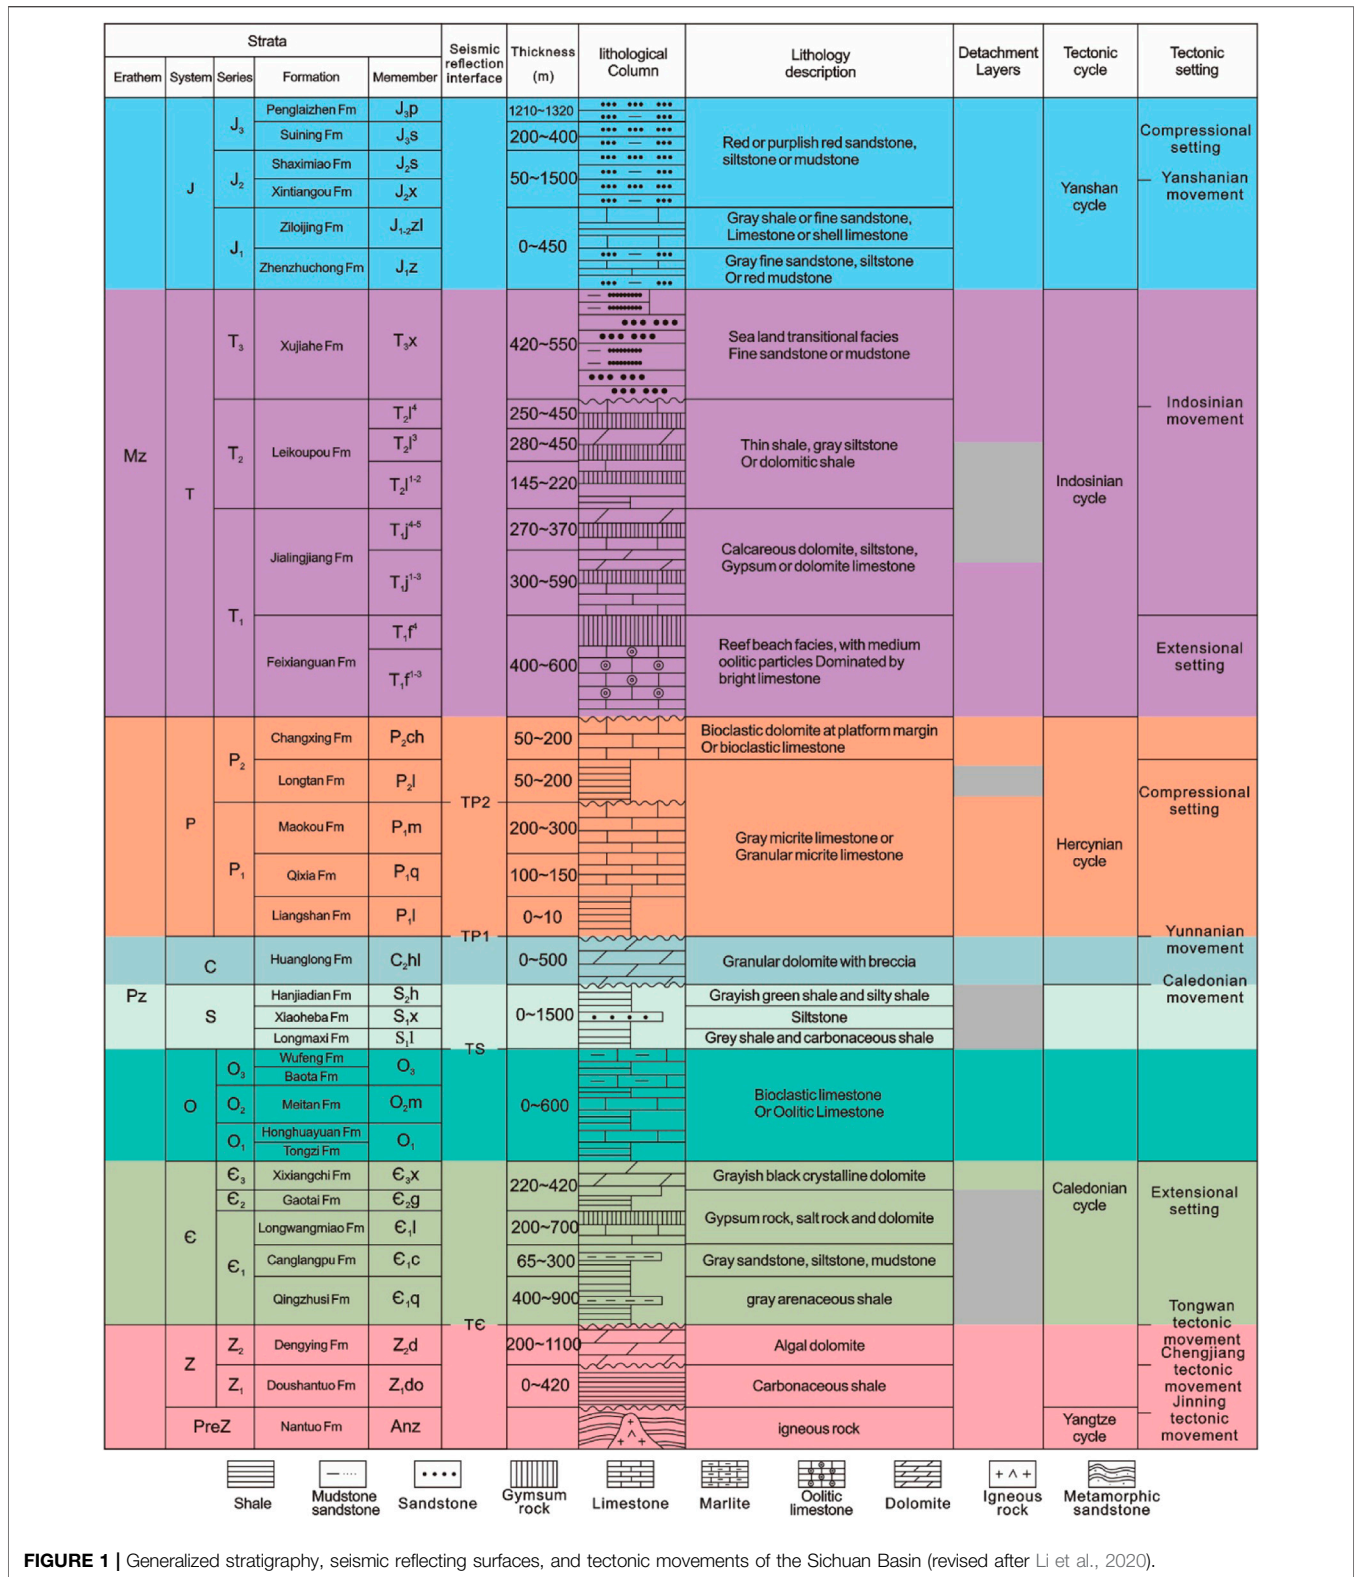 Strata
Seismic
reflection
interface
Thickness
(m)
lithological
Column
Lithology
description
Detachment
Layers
Tectonic
cycle
Tectonic
setting
Erathem
System
Series
Formation
Memember
Mz
J
J3
Penglaizhen Fm
J3p
1210~1320
Suining Fm
J3s
200~400
Red or purplish red sandstone,
siltstone or mudstone
Compressional
setting
J2
Shaximiao Fm
J2s
50~1500
Xintiangou Fm
J2x
Yanshan
cycle
Yanshanian
movement
J1
Ziloijing Fm
J1-2zl
0~450
Gray shale or fine sandstone,
Limestone or shell limestone
Zhenzhuchong Fm
J1z
Gray fine sandstone, siltstone
Or red mudstone
T
T3
Xujiahe Fm
T3x
420~550
Sea land transitional facies
Fine sandstone or mudstone
Indosinian
movement
T2
Leikoupou Fm
T2l4
250~450
T2l3
280~450
Thin shale, gray siltstone
Or dolomitic shale
T2l1-2
145~220
Indosinian
cycle
T1
Jialingjiang Fm
T1j4-5
270~370
T1j1-3
300~590
Calcareous dolomite, siltstone,
Gypsum or dolomite limestone
Feixianguan Fm
T1f4
T1f1-3
400~600
Reef beach facies, with medium
oolitic particles Dominated by
bright limestone
Extensional
setting
Pz
P
P2
Changxing Fm
P2ch
50~200
Bioclastic dolomite at platform margin
Or bioclastic limestone
Longtan Fm
P2l
50~200
TP2
Compressional
setting
P1
Maokou Fm
P1m
200~300
Gray micrite limestone or
Granular micrite limestone
Hercynian
cycle
Qixia Fm
P1q
100~150
Liangshan Fm
P1l
0~10
TP1
Yunnanian
movement
C
Huanglong Fm
C2hl
0~500
Granular dolomite with breccia
Caledonian
movement
S
Hanjiadian Fm
S2h
0~1500
Grayish green shale and silty shale
Xiaoheba Fm
S1x
Siltstone
Longmaxi Fm
S1l
Grey shale and carbonaceous shale
TS
O
O3
Wufeng Fm
Baota Fm
O3
O2
Meitan Fm
O2m
0~600
Bioclastic limestone
Or Oolitic Limestone
O1
Honghuayuan Fm
Tongzi Fm
O1
Є
Є3
Xixiangchi Fm
Є3x
220~420
Grayish black crystalline dolomite
Caledonian
cycle
Extensional
setting
Є2
Gaotai Fm
Є2g
Gypsum rock, salt rock and dolomite
Є1
Longwangmiao Fm
Є1l
200~700
Canglangpu Fm
Є1c
65~300
Gray sandstone, siltstone, mudstone
Qingzhusi Fm
Є1q
400~900
gray arenaceous shale
TЄ
Tongwan
tectonic
movement
Z
Z2
Dengying Fm
Z2d
200~1100
Algal dolomite
Chengjiang
tectonic
movement
Z1
Doushantuo Fm
Z1do
0~420
Carbonaceous shale
Jinning
tectonic
movement
PreZ
Nantuo Fm
Anz
igneous rock
Yangtze
cycle
Shale
Mudstone
sandstone
Sandstone
Gymsum
rock
Limestone
Marlite
Oolitic
limestone
Dolomite
Igneous
rock
Metamorphic
sandstone
FIGURE 1 | Generalized stratigraphy, seismic reflecting surfaces, and tectonic movements of the Sichuan Basin (revised after Li et al., 2020).